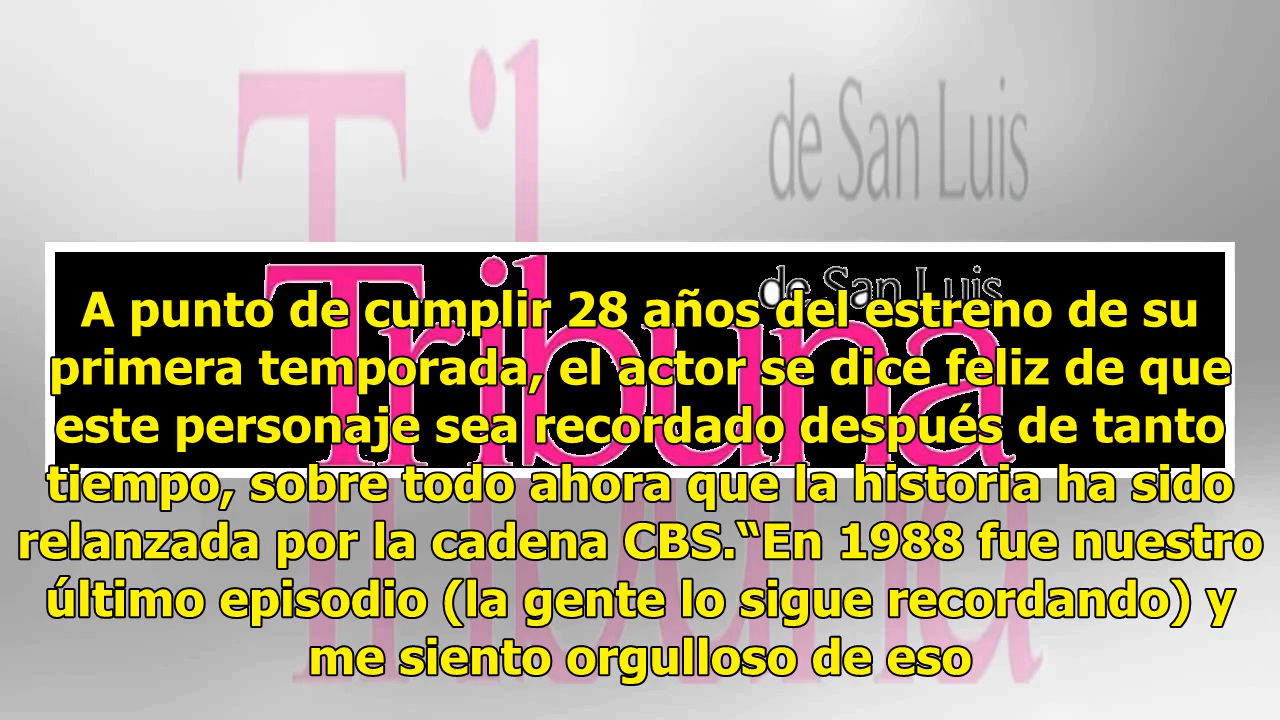 Tribuna
de San Luis
Tribuna
de San Luis
A punto de cumplir 28 años del estreno de su
primera temporada, el actor se dice feliz de que
este personaje sea recordado después de tanto
tiempo, sobre todo ahora que la historia ha sido
relanzada por la cadena CBS.“En 1988 fue nuestro
último episodio (la gente lo sigue recordando) y
me siento orgulloso de eso